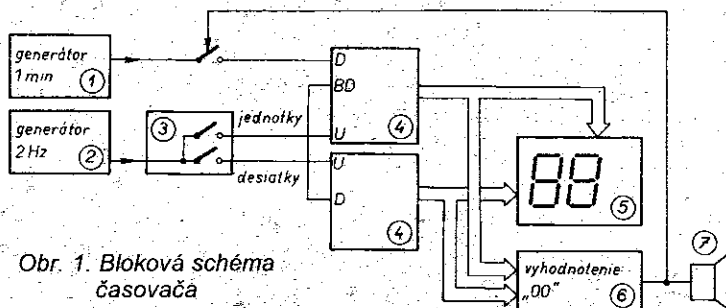 generátor
1 min
1
generátor
2 Hz
2
3
jednotky
desiatky
D
BD
U
4
U
D
4
88
5
vyhodnotenie
„00"
6
7
Obr. 1. Bloková schéma
časovača